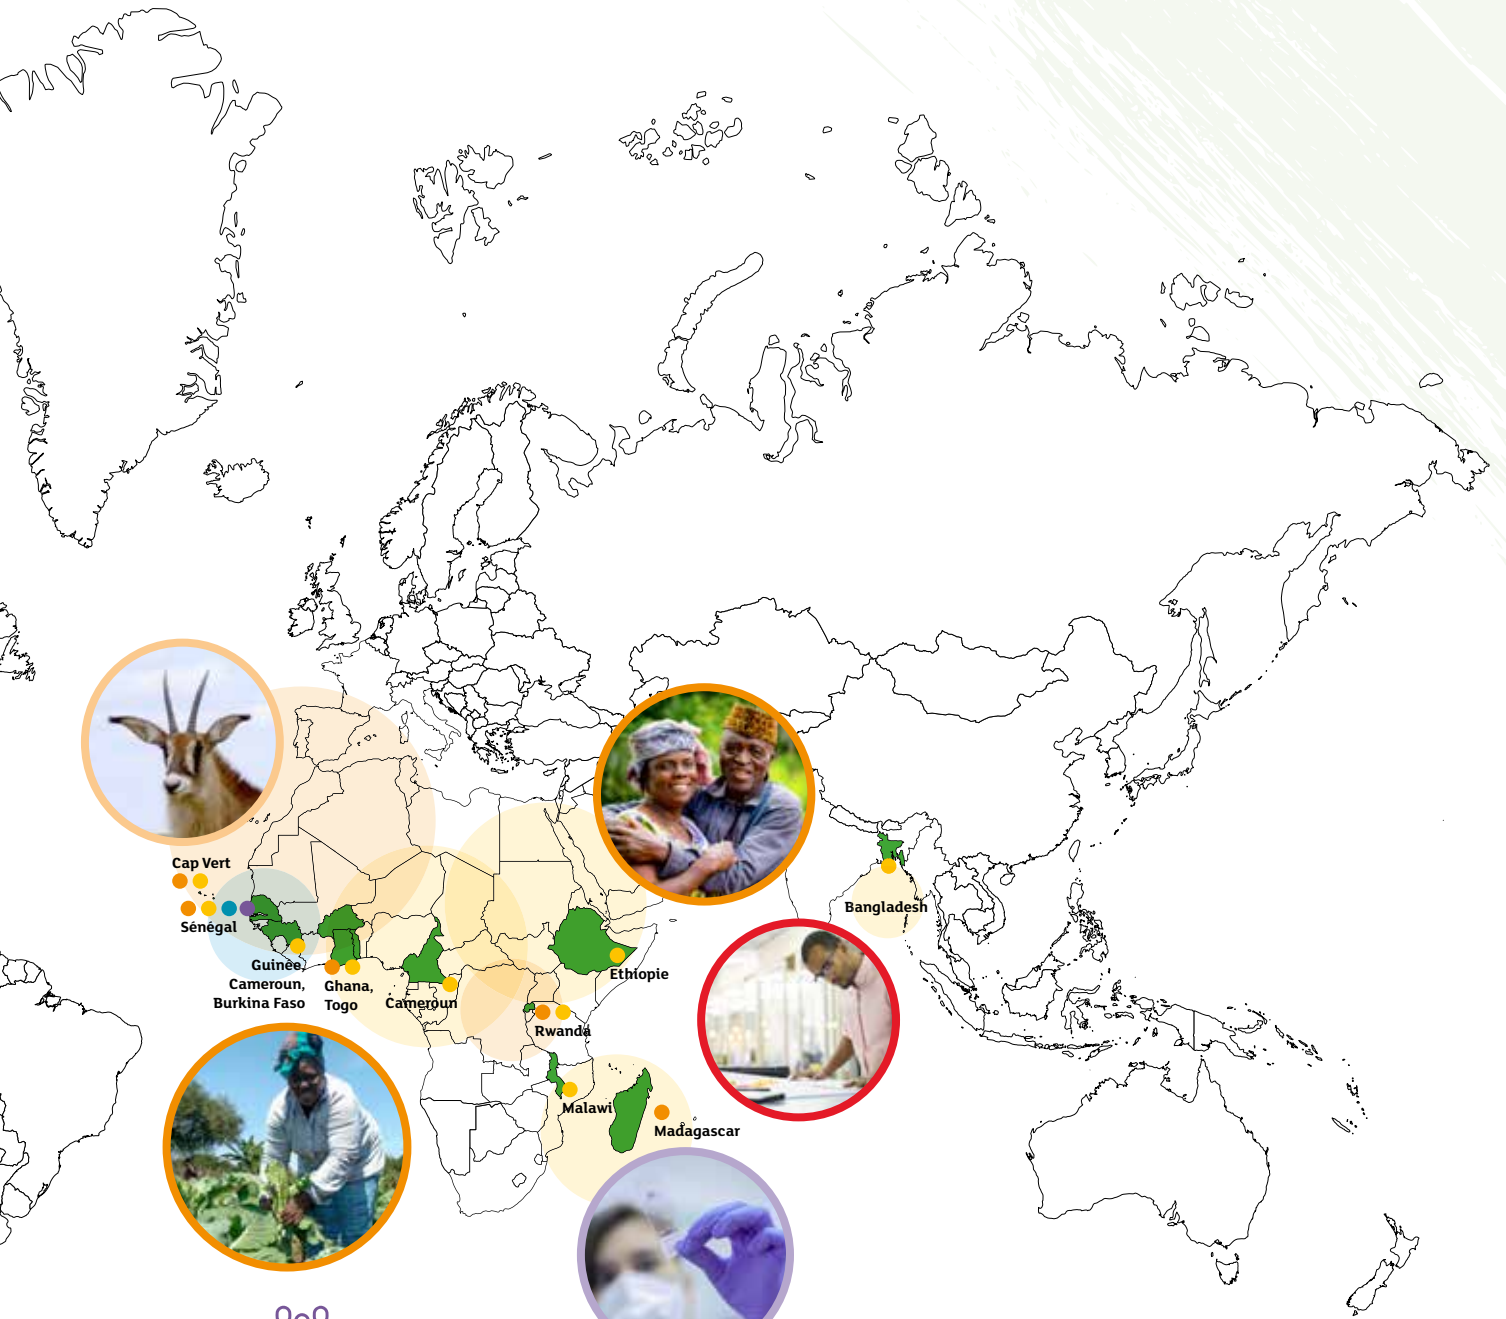 Cap Vert
Sénégal
Guinée,
Cameroun,
Burkina Faso
Ghana,
Togo
Cameroun
Ethiopie
Rwanda
Malawi
Madagascar
Bangladesh